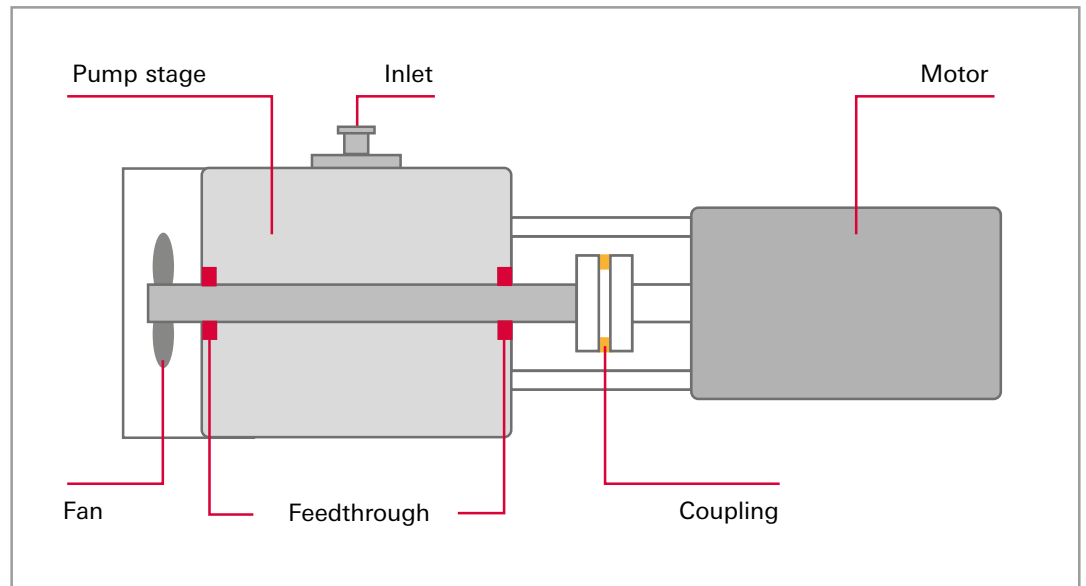 Pump stage
Inlet
Motor
Fan
Feedthrough
Coupling